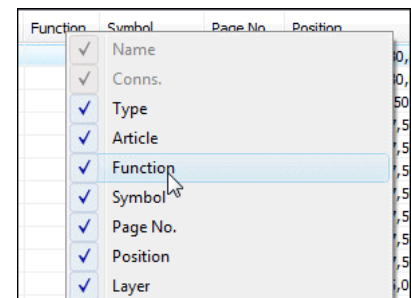 Function Symbol Page No Position
Name
Conns.
Type
Article
Function
Symbol
Page No.
Position
Layer